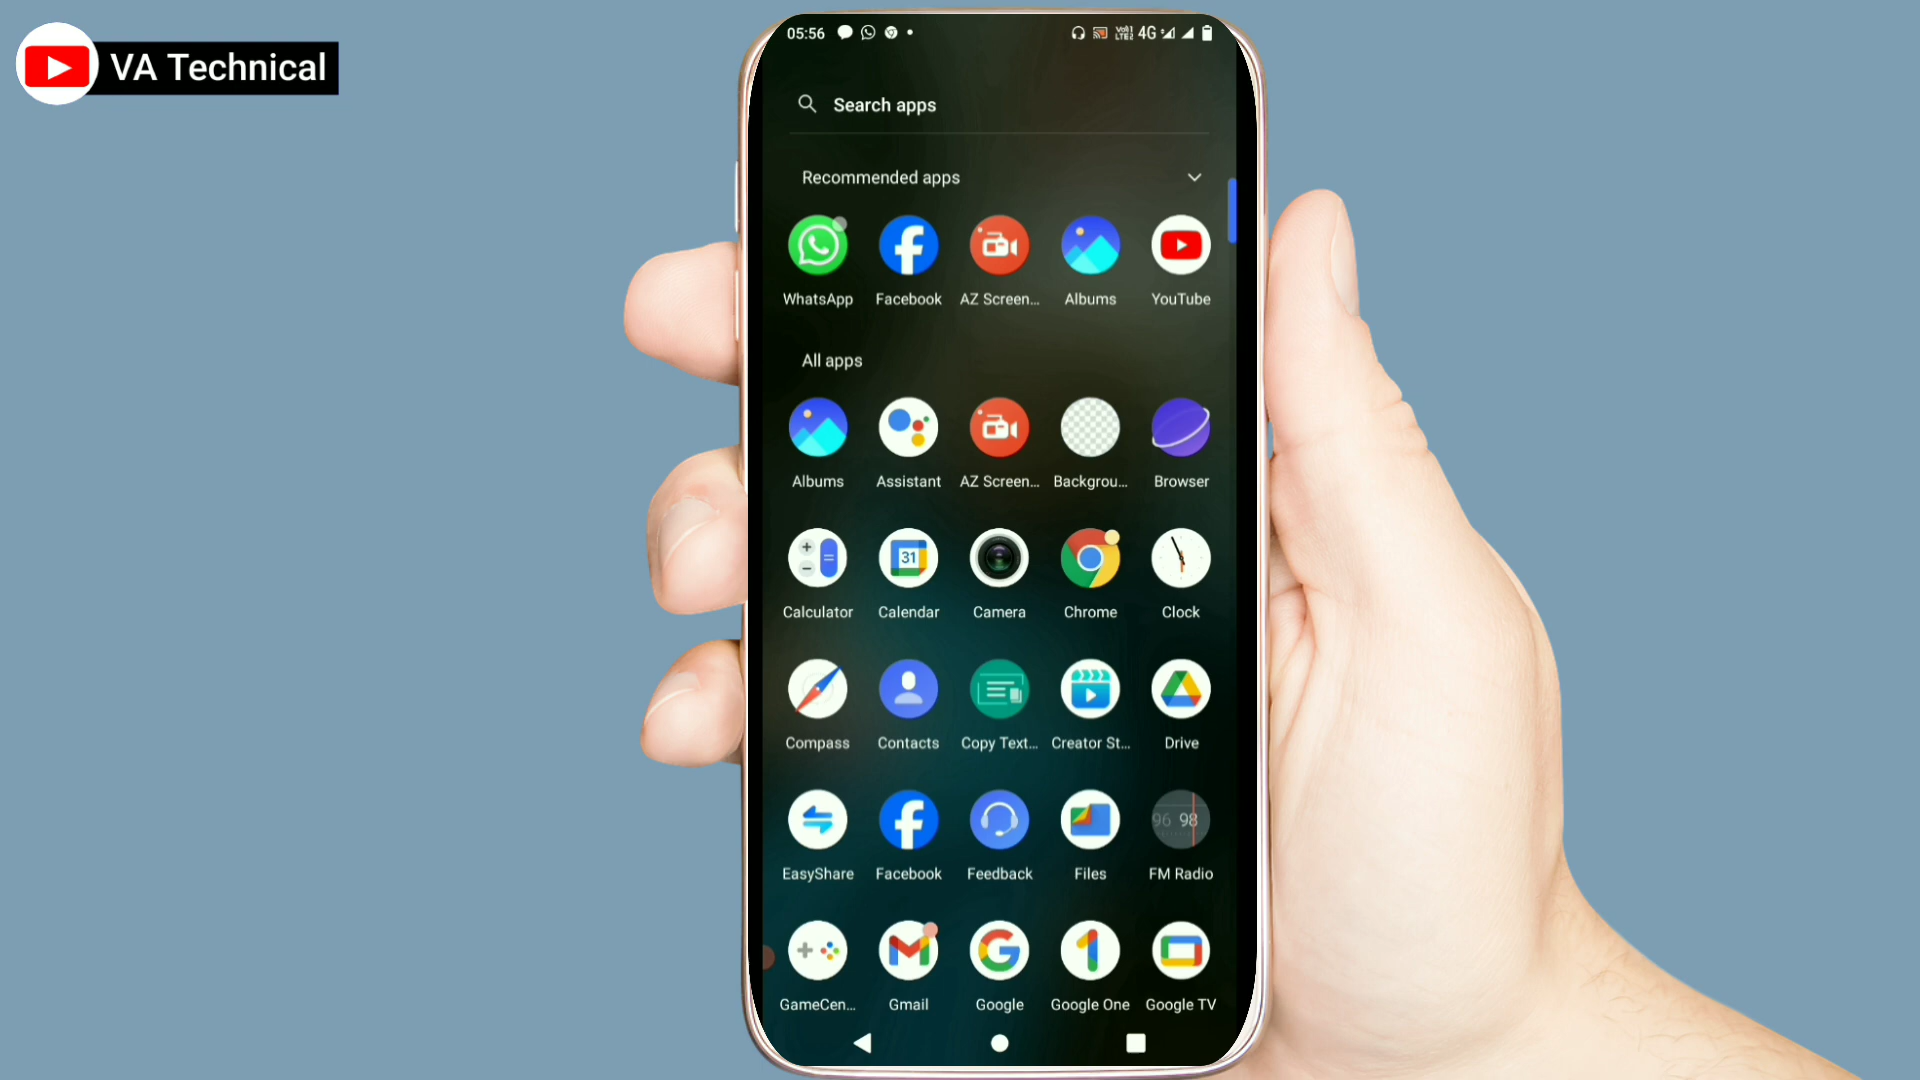 VA Technical
05:56
4G
Search apps
Recommended apps
WhatsApp Facebook AZ Screen... Albums YouTube
All apps
Albums Assistant AZ Screen... Backgrou... Browser
31
Calculator Calendar Camera Chrome Clock
Compass Contacts Copy Text... Creator St... Drive
96 98
EasyShare Facebook Feedback Files FM Radio
GameCen... Gmail Google Google One Google TV